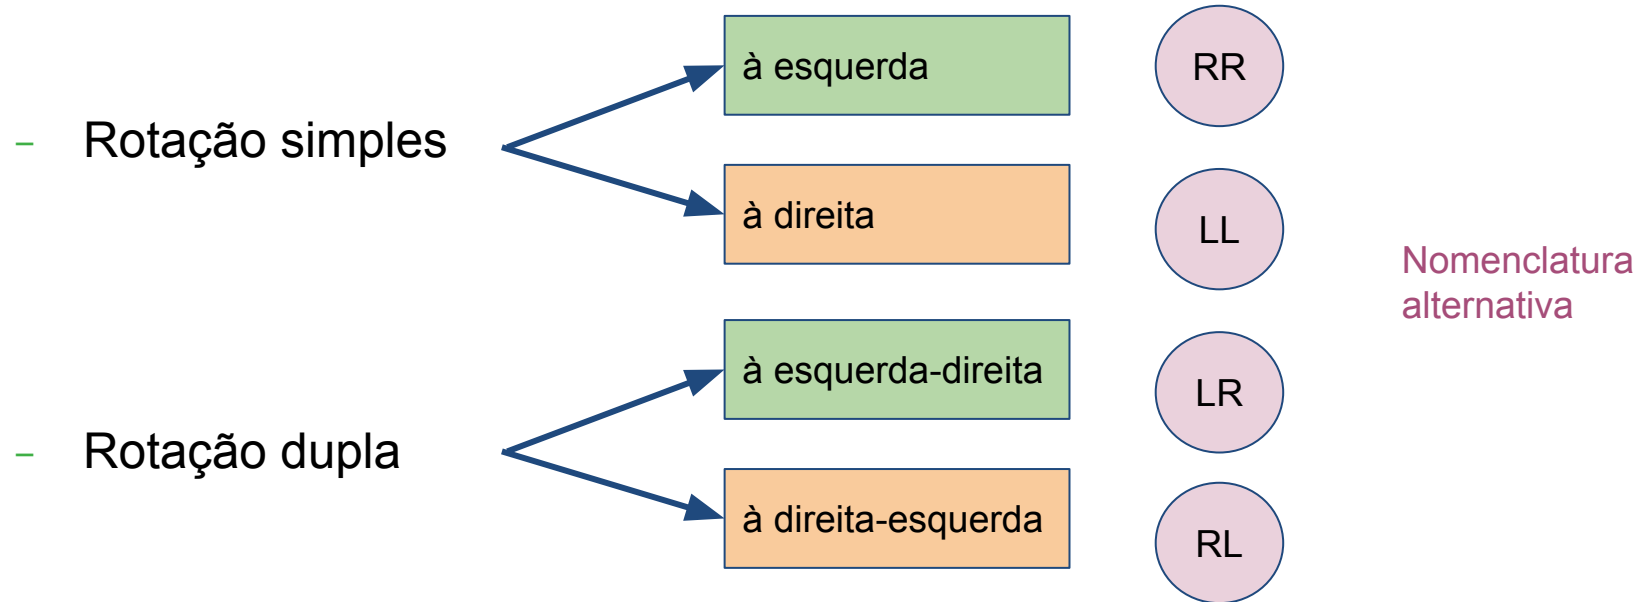 à esquerda
RR
- Rotação simples
à direita
LL
Nomenclatura
alternativa
à esquerda-direita
LR
- Rotação dupla
à direita-esquerda
RL